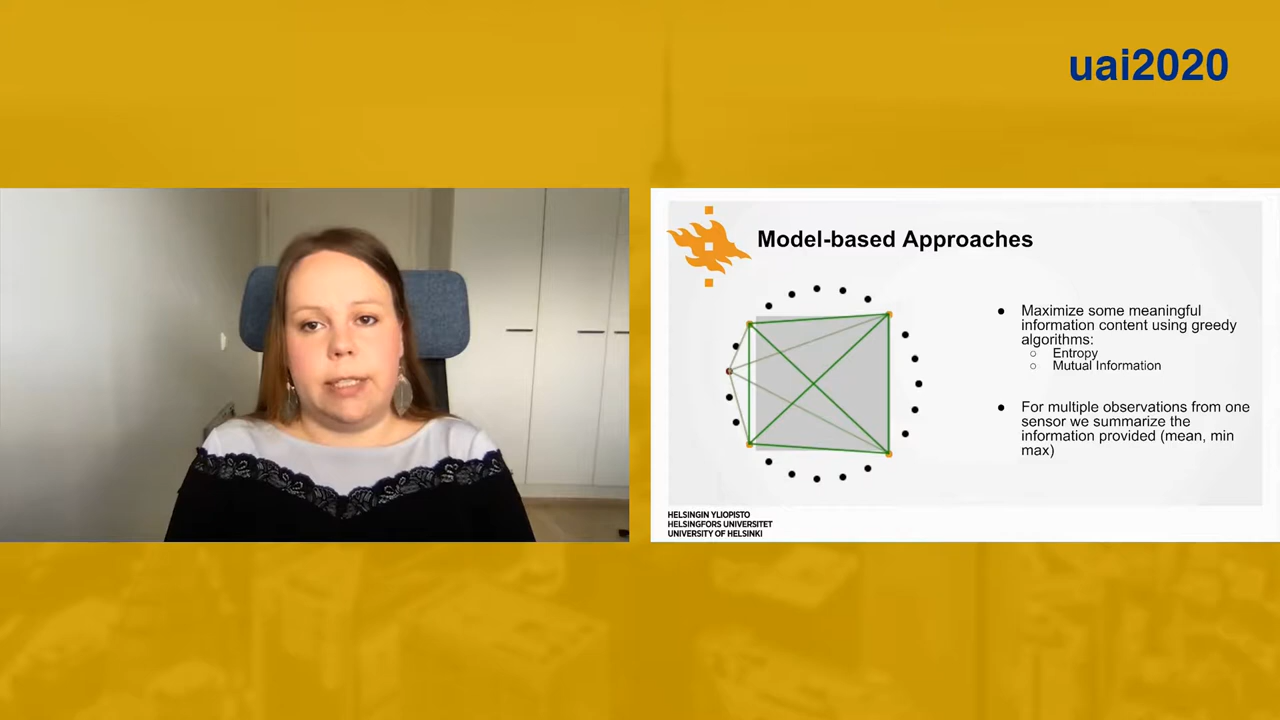 uai2020
Model-based Approaches
● Maximize some meaningful
information content using greedy
algorithms:
○ Entropy
○ Mutual Information
● For multiple observations from one
sensor we summarize the
information provided (mean, min
max)
HELSINGIN YLIOPISTO
HELSINGFORS UNIVERSITET
UNIVERSITY OF HELSINKI